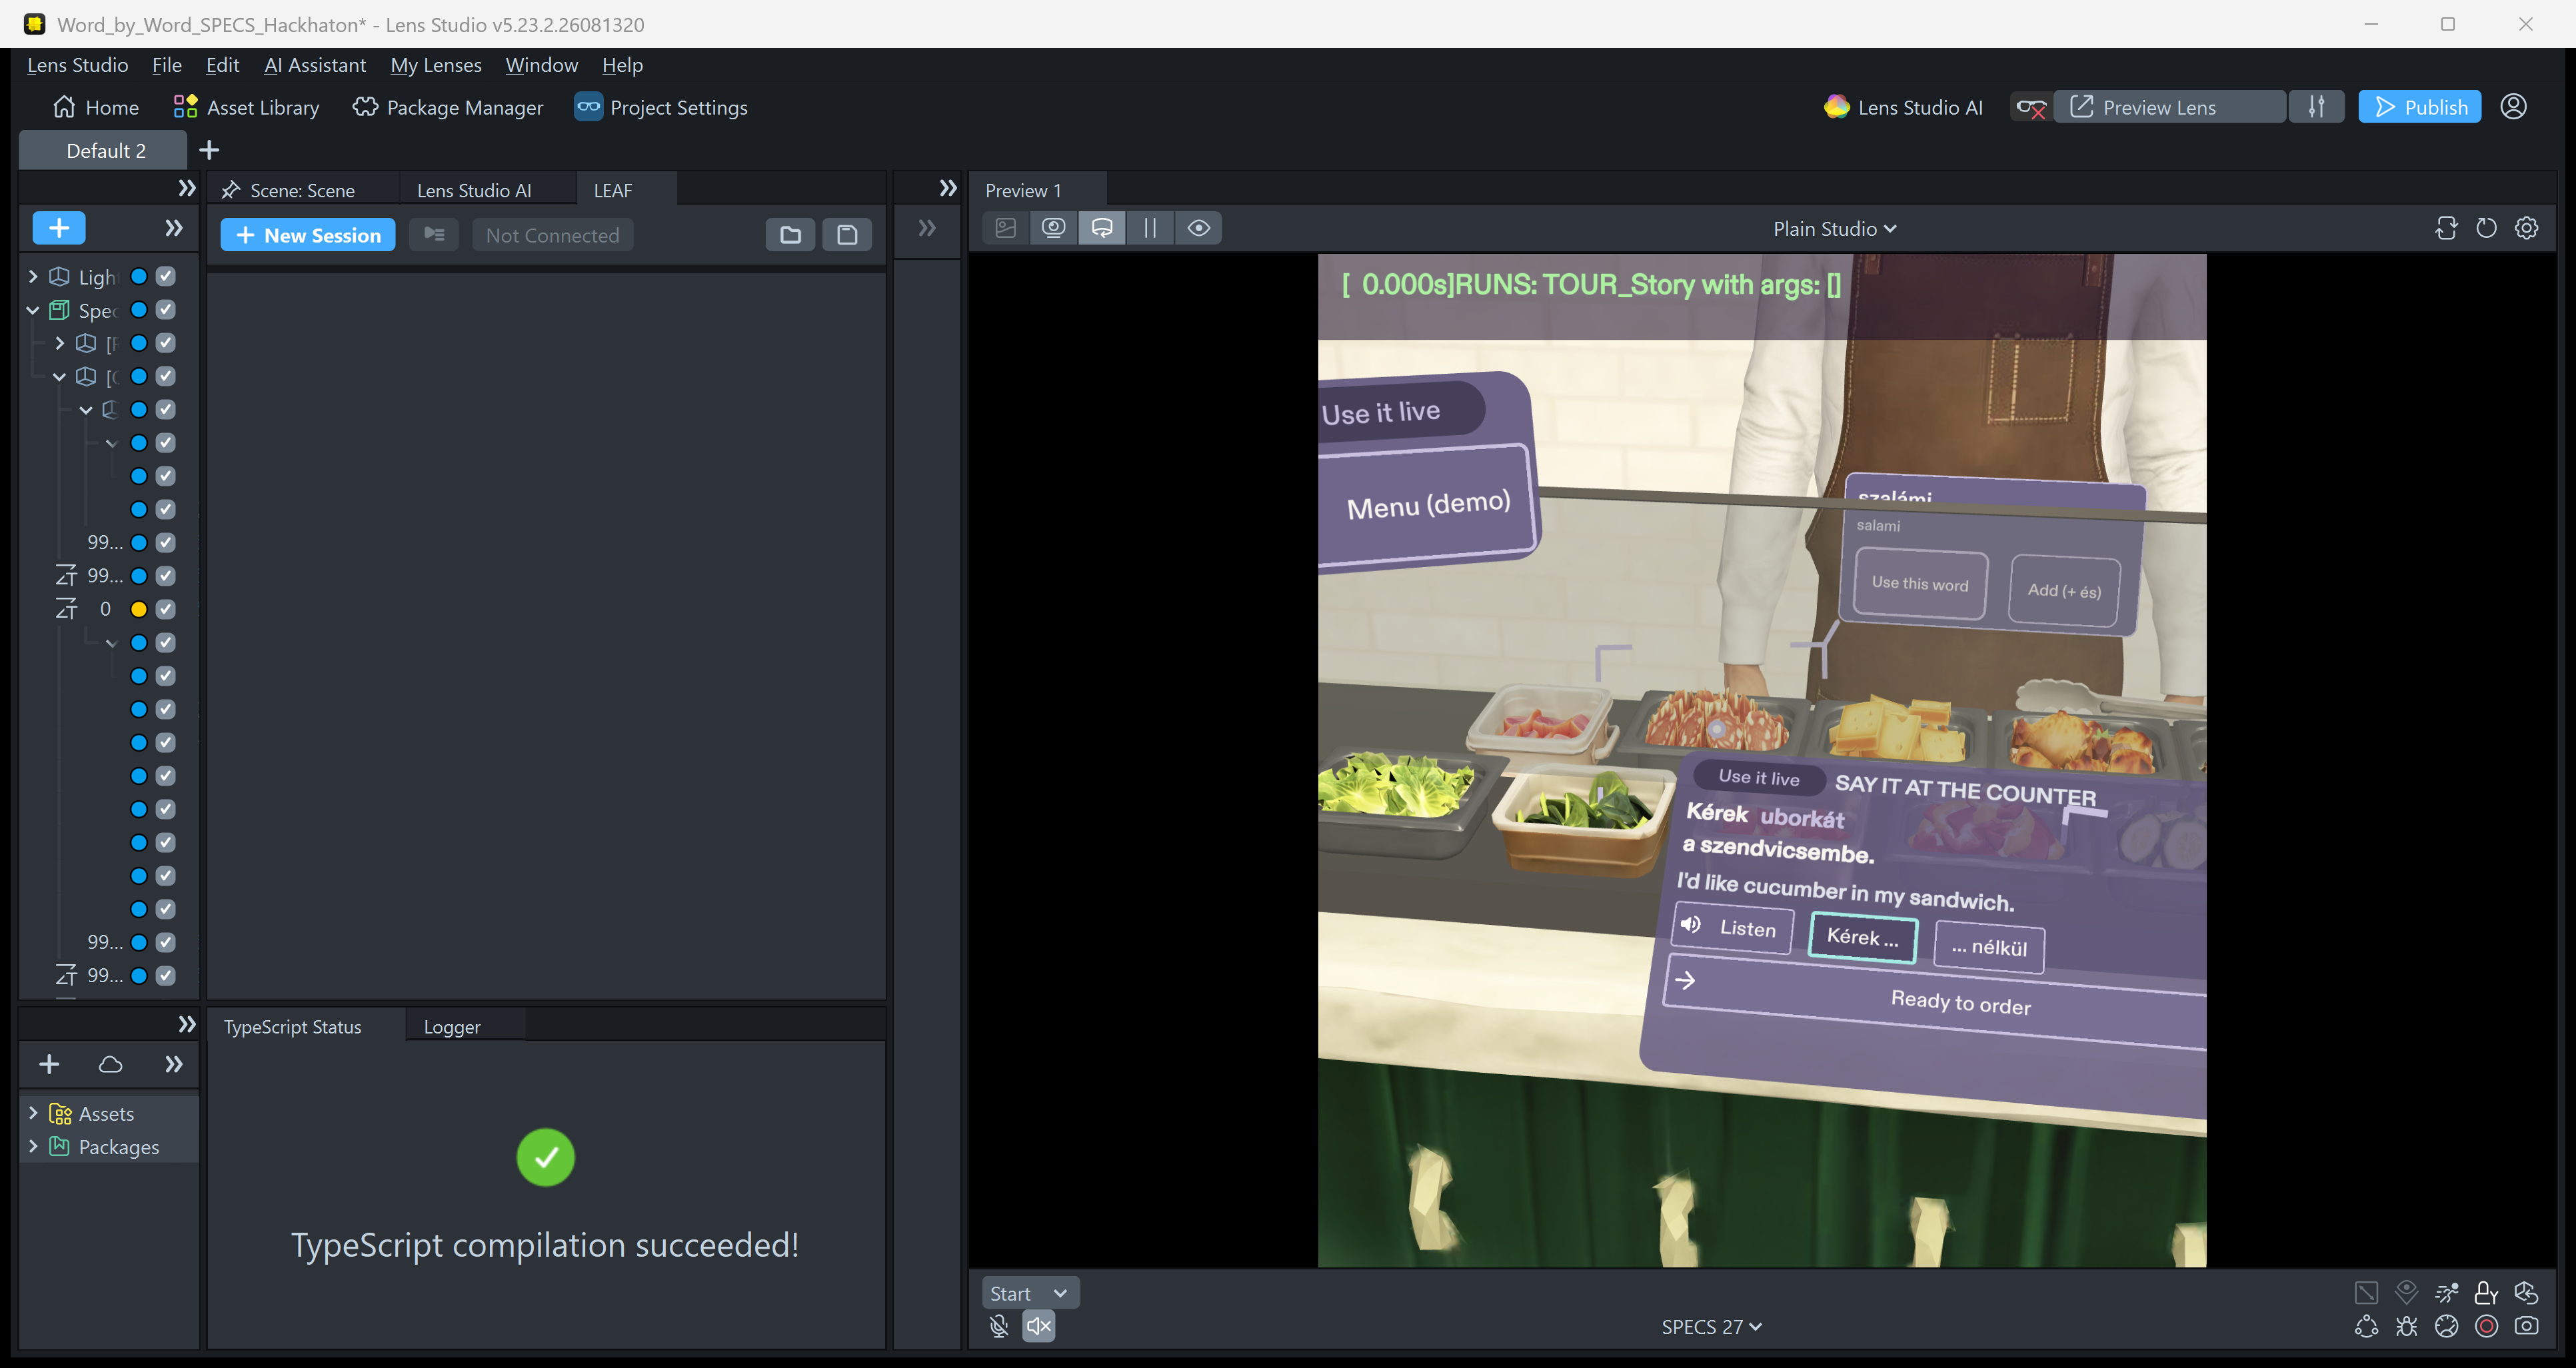 Word_by_Word_SPECS_Hackhaton* - Lens Studio v5.23.2.26081320
Lens Studio File Edit AI Assistant My Lenses Window Help
Home Asset Library Package Manager Project Settings Lens Studio AI Preview Lens Publish
Default 2
Scene: Scene Lens Studio AI LEAF Preview 1
New Session Not Connected Plain Studio
Ligh
Spec
99...
99...
0
99...
99...
[ 0.000s]RUNS: TOUR_Story with args: []
Use it live
Menu (demo)
szalámi
salami
Use this word Add (+ és)
Use it live SAY IT AT THE COUNTER
Kérek uborkát
a szendvicsembe.
I'd like cucumber in my sandwich.
Listen Kérek ... ... nélkül
Ready to order
TypeScript Status Logger
Assets
Packages
TypeScript compilation succeeded!
Start
SPECS 27